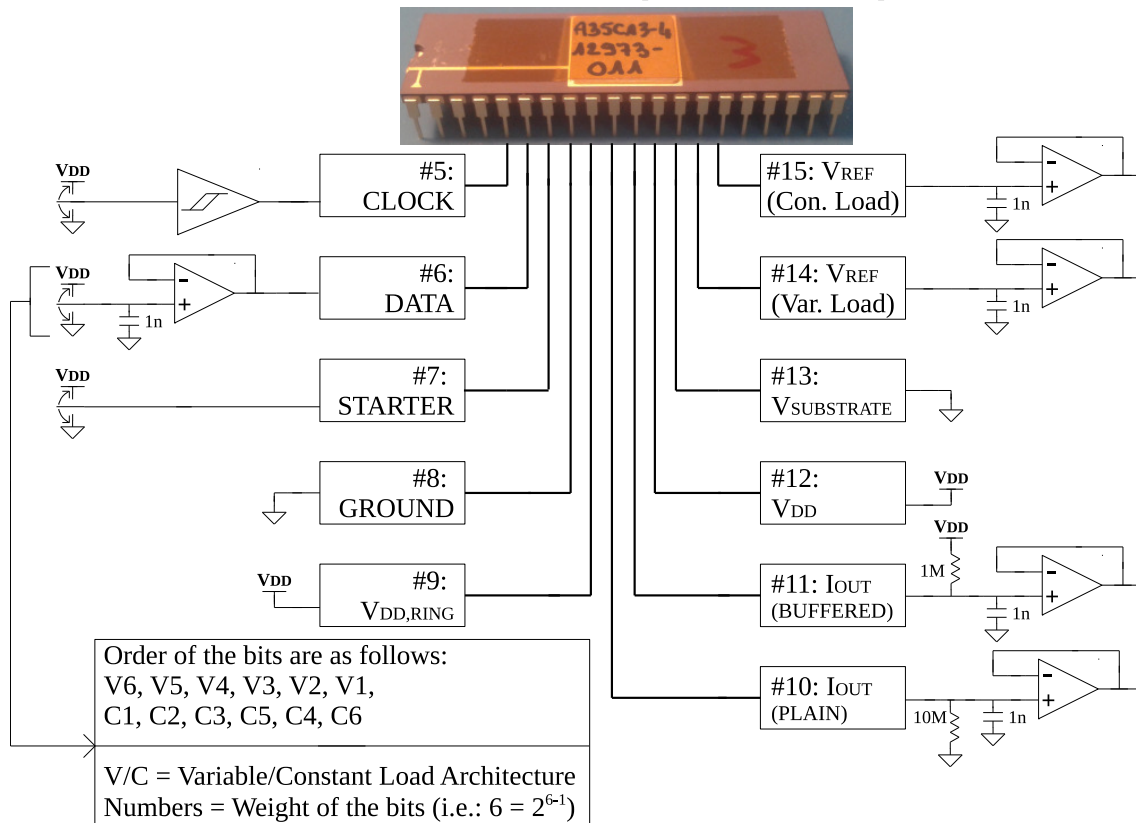 A35CA3-4
12973-
011
3
VDD
#5:
CLOCK
#15: VREF
(Con. Load)
1n
VDD
1n
#6:
DATA
#14: VREF
(Var. Load)
1n
VDD
#7:
STARTER
#13:
VSUBSTRATE
#8:
GROUND
#12:
VDD
VDD
VDD
#9:
VDD,RING
#11: IOUT
(BUFFERED)
VDD
1M
1n
#10: IOUT
(PLAIN)
10M
1n
Order of the bits are as follows:
V6, V5, V4, V3, V2, V1,
C1, C2, C3, C5, C4, C6
V/C = Variable/Constant Load Architecture
Numbers = Weight of the bits (i.e.: 6 = 2^{6-1})